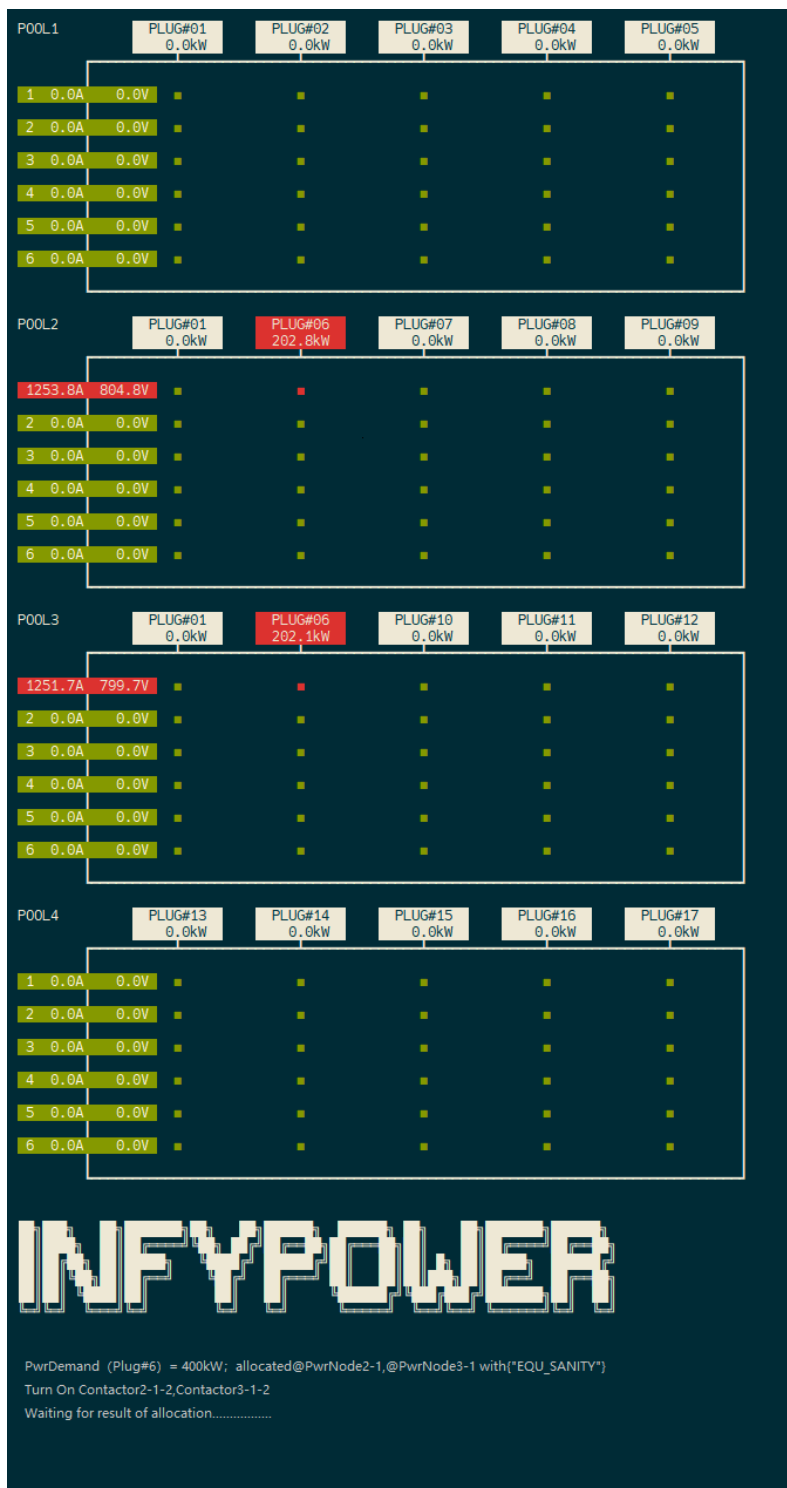 POOL1 PLUG#01 PLUG#02 PLUG#03 PLUG#04 PLUG#05
0.0kW 0.0kW 0.0kW 0.0kW 0.0kW
1 0.0A 0.0V
2 0.0A 0.0V
3 0.0A 0.0V
4 0.0A 0.0V
5 0.0A 0.0V
6 0.0A 0.0V
POOL2 PLUG#01 PLUG#06 PLUG#07 PLUG#08 PLUG#09
0.0kW 202.8kW 0.0kW 0.0kW 0.0kW
1253.8A 804.8V
2 0.0A 0.0V
3 0.0A 0.0V
4 0.0A 0.0V
5 0.0A 0.0V
6 0.0A 0.0V
POOL3 PLUG#01 PLUG#06 PLUG#10 PLUG#11 PLUG#12
0.0kW 202.1kW 0.0kW 0.0kW 0.0kW
1251.7A 799.7V
2 0.0A 0.0V
3 0.0A 0.0V
4 0.0A 0.0V
5 0.0A 0.0V
6 0.0A 0.0V
POOL4 PLUG#13 PLUG#14 PLUG#15 PLUG#16 PLUG#17
0.0kW 0.0kW 0.0kW 0.0kW 0.0kW
1 0.0A 0.0V
2 0.0A 0.0V
3 0.0A 0.0V
4 0.0A 0.0V
5 0.0A 0.0V
6 0.0A 0.0V
INFYPOWER
PwrDemand (Plug#6) = 400kW; allocated@PwrNode2-1,@PwrNode3-1 with{"EQU_SANITY"}
Turn On Contactor2-1-2,Contactor3-1-2
Waiting for result of allocation.................